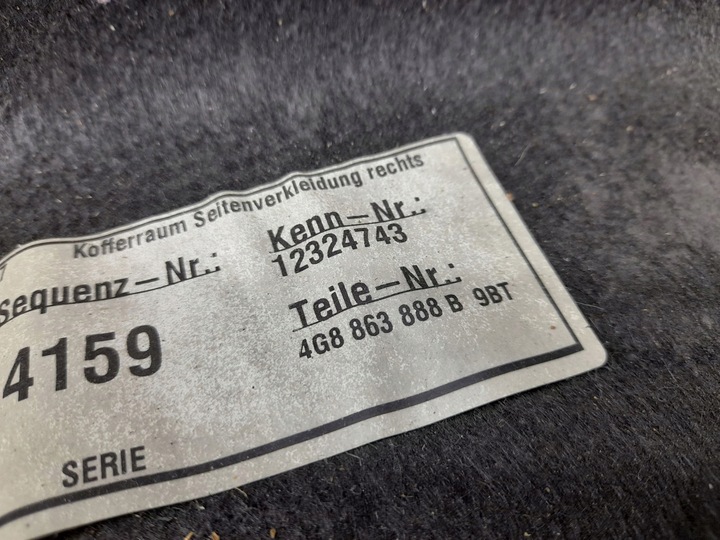 Kofferraum Seitenverkleidung rechts
Sequenz-Nr.:
4159
Kenn-Nr.:
12324743
Teile-Nr.:
4G8 863 888 B 9BT
SERIE